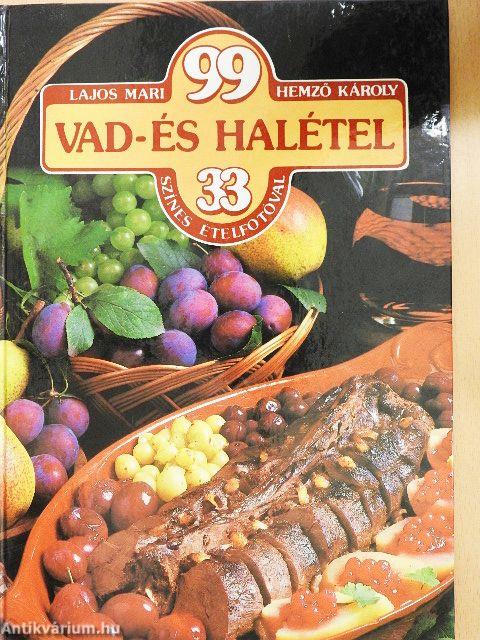 99
LAJOS MARI HEMZŐ KÁROLY
VAD-ÉS HALÉTEL
33
SZÍNES ÉTELFOTÓVAL
Antikvárium.hu